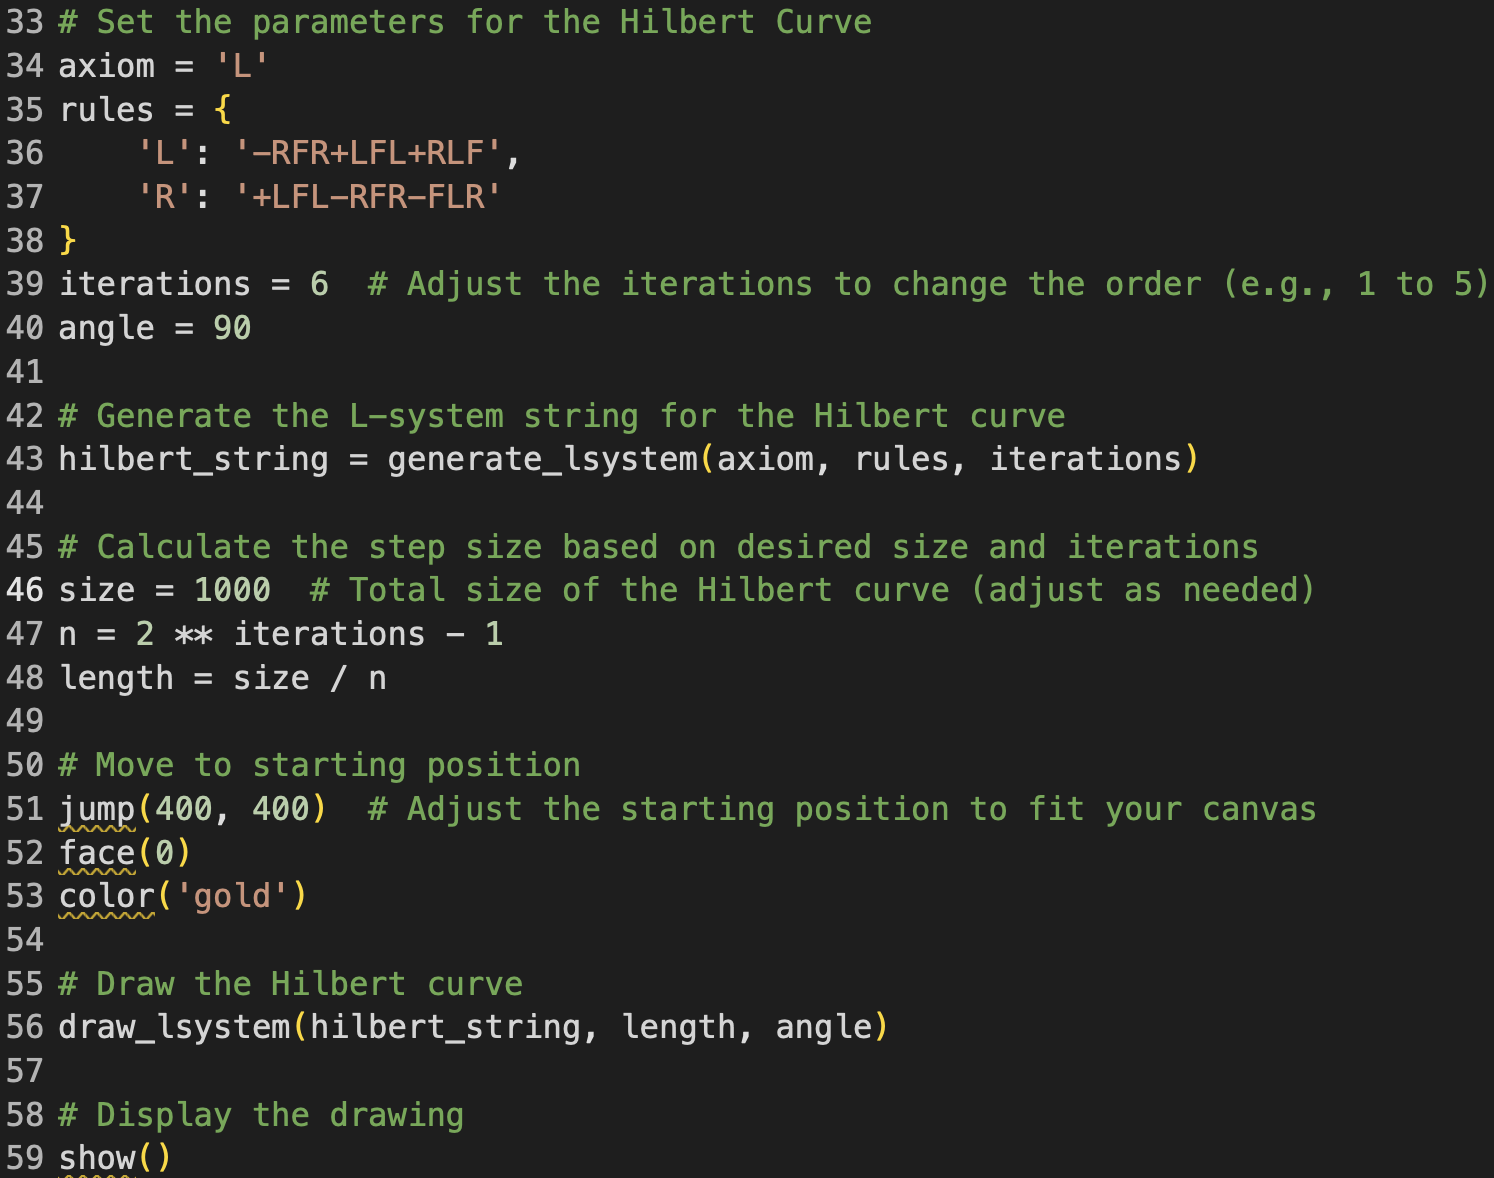 33 # Set the parameters for the Hilbert Curve
34 axiom = 'L'
35 rules = {
36     'L': '-RFR+LFL+RLF',
37     'R': '+LFL-RFR-FLR'
38 }
39 iterations = 6  # Adjust the iterations to change the order (e.g., 1 to 5)
40 angle = 90
41
42 # Generate the L-system string for the Hilbert curve
43 hilbert_string = generate_lsystem(axiom, rules, iterations)
44
45 # Calculate the step size based on desired size and iterations
46 size = 1000  # Total size of the Hilbert curve (adjust as needed)
47 n = 2 ** iterations - 1
48 length = size / n
49
50 # Move to starting position
51 jump(400, 400)  # Adjust the starting position to fit your canvas
52 face(0)
53 color('gold')
54
55 # Draw the Hilbert curve
56 draw_lsystem(hilbert_string, length, angle)
57
58 # Display the drawing
59 show()